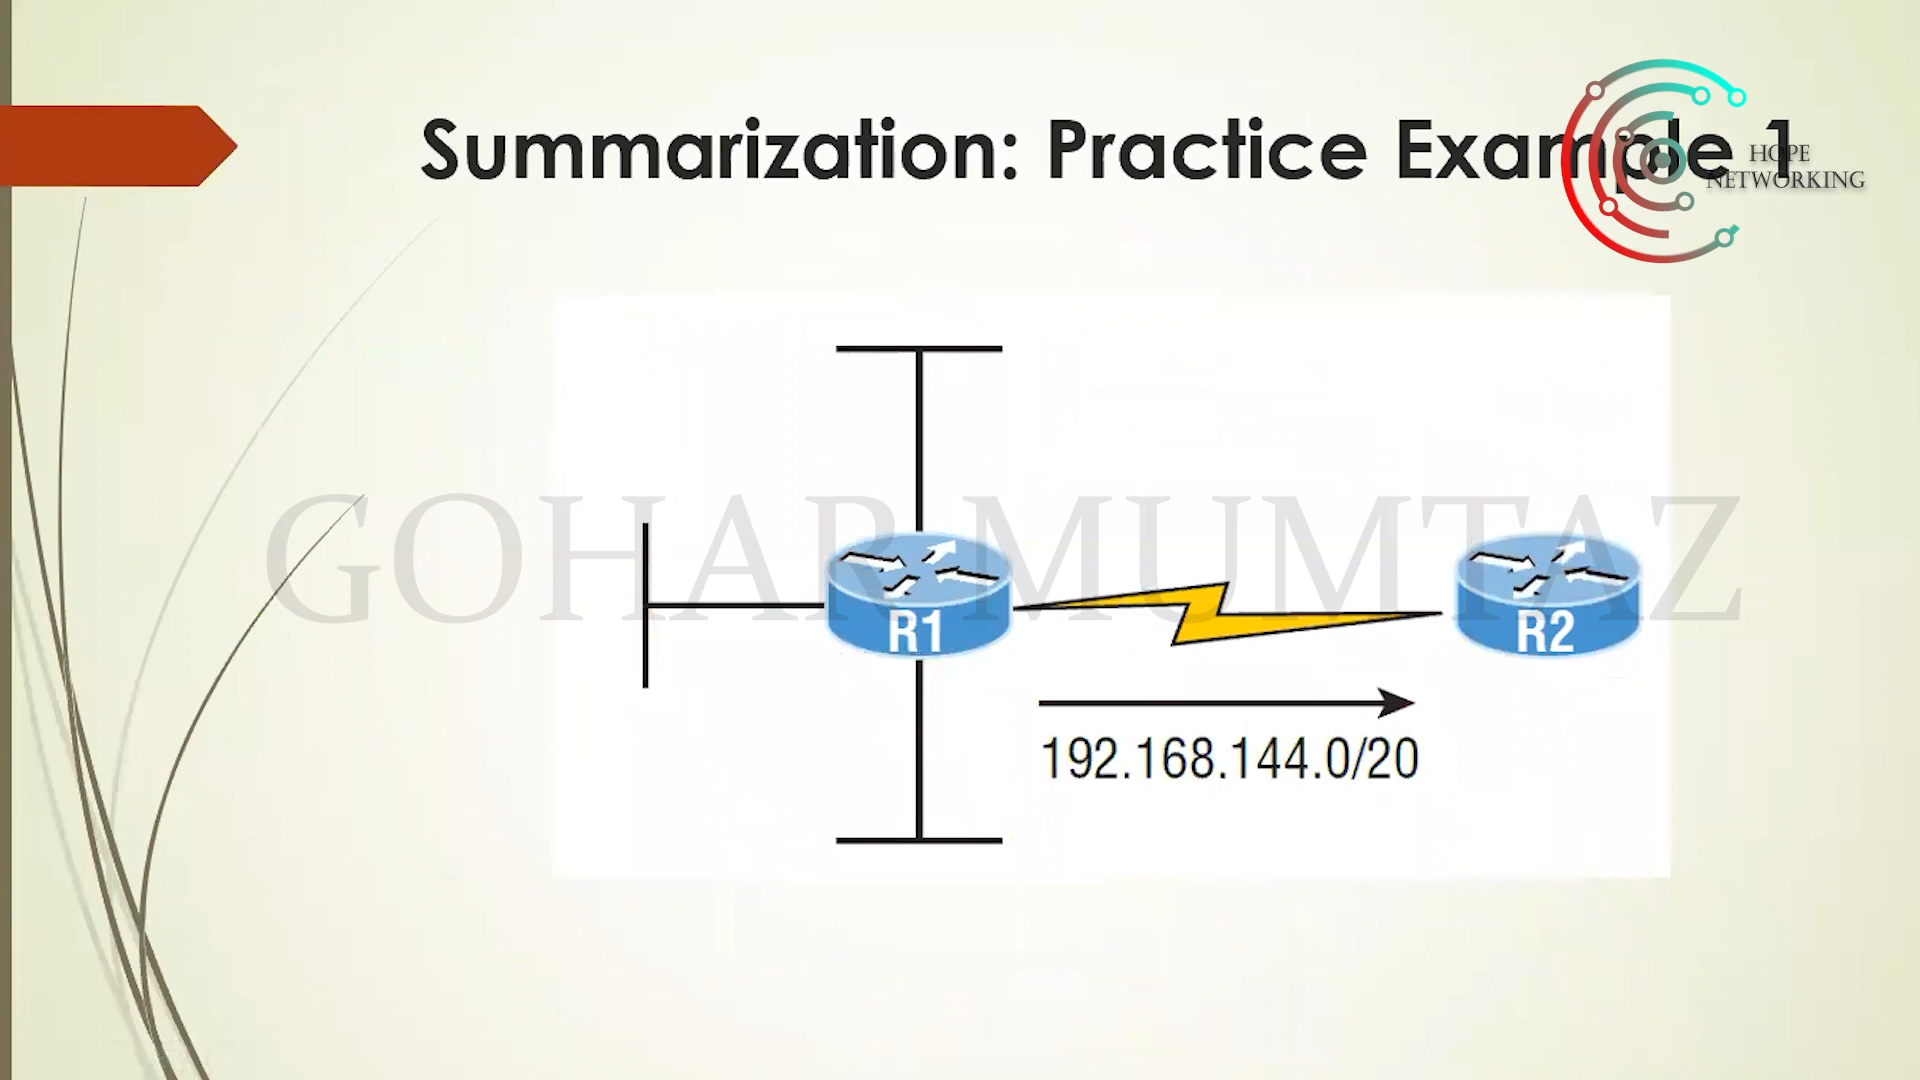 Summarization: Practice Example 1
HOPE
NETWORKING
GOHAR MUMTAZ
R1
R2
192.168.144.0/20